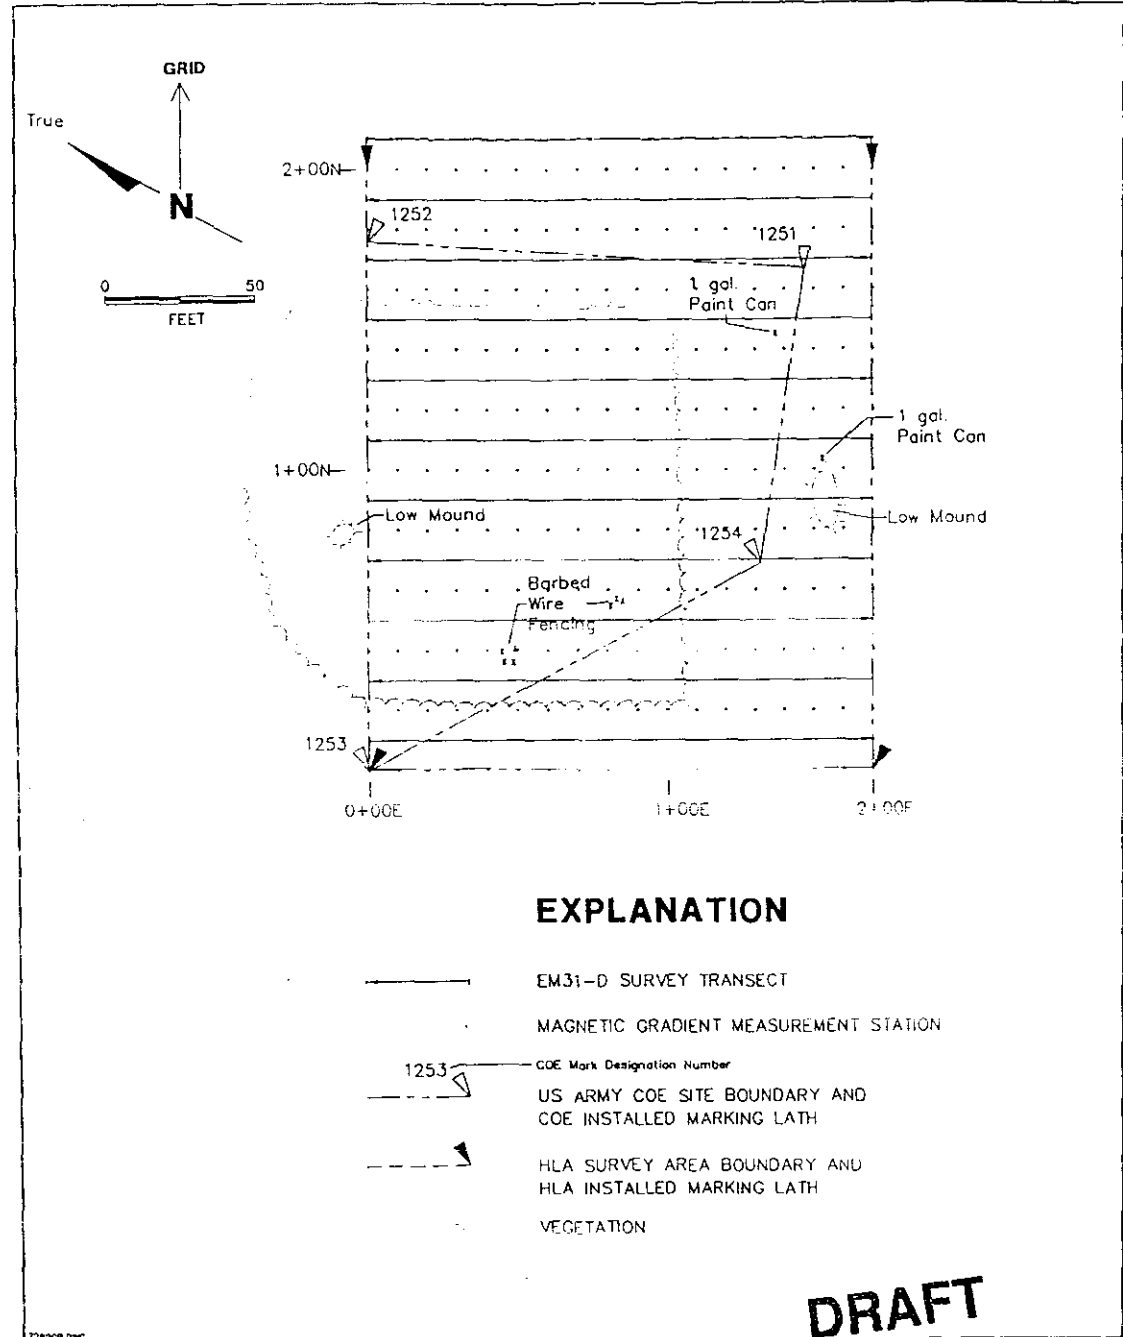 GRID
True
N
0 50
FEET
2+00N
1252
1251
1 gal.
Paint Can
1 gal.
Paint Can
1+00N
Low Mound
Low Mound
1254
Barbed
Wire
Fencing
1253
0+00E
1+00E
2+00E
EXPLANATION
EM31-D SURVEY TRANSECT
MAGNETIC GRADIENT MEASUREMENT STATION
1253 COE Mark Designation Number
US ARMY COE SITE BOUNDARY AND
COE INSTALLED MARKING LATH
HLA SURVEY AREA BOUNDARY AND
HLA INSTALLED MARKING LATH
VEGETATION
DRAFT